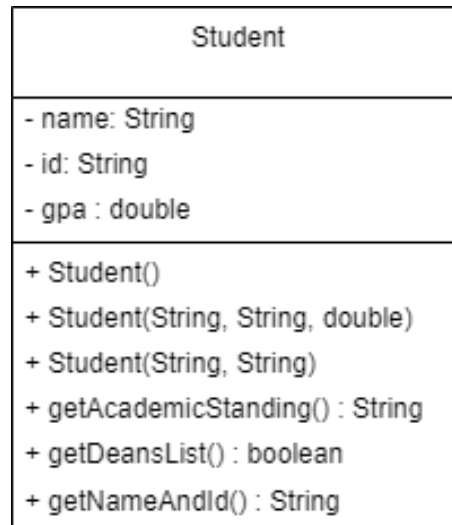 Student
- name: String
- id: String
- gpa : double
+ Student()
+ Student(String, String, double)
+ Student(String, String)
+ getAcademicStanding() : String
+ getDeansList() : boolean
+ getNameAndId() : String